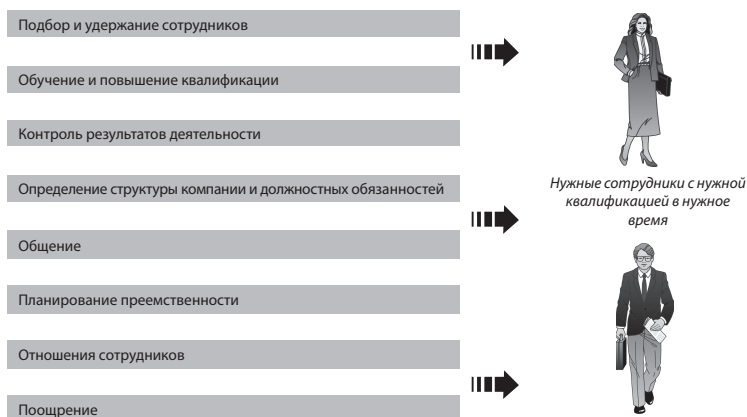 Подбор и удержание сотрудников
Обучение и повышение квалификации
Контроль результатов деятельности
Определение структуры компании и должностных обязанностей
Общение
Планирование преемственности
Отношения сотрудников
Поощрение
Нужные сотрудники с нужной
квалификацией в нужное
время